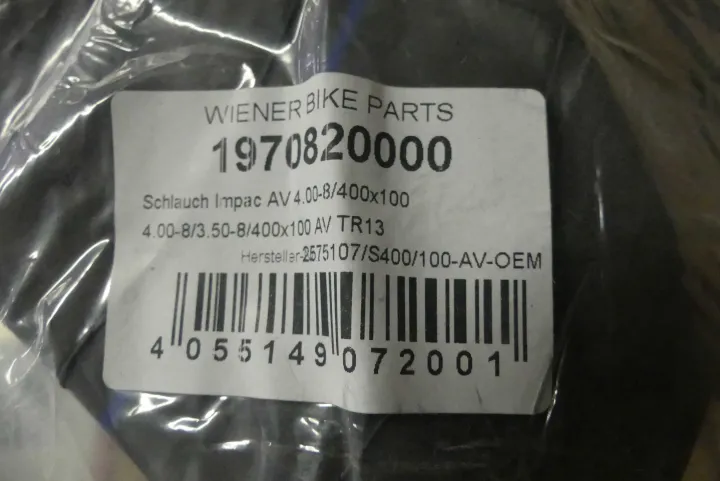 WIENER BIKE PARTS
1970820000
Schlauch Impac AV 4.00-8/400x100
4.00-8/3.50-8/400x100 AV TR13
Hersteller-2575107/S400/100-AV-OEM
4 055149 072001